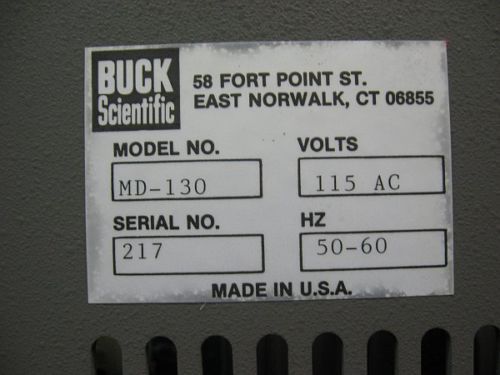 BUCK
Scientific
58 FORT POINT ST.
EAST NORWALK, CT 06855
MODEL NO.
VOLTS
MD-130
115 AC
SERIAL NO.
HZ
217
50-60
MADE IN U.S.A.